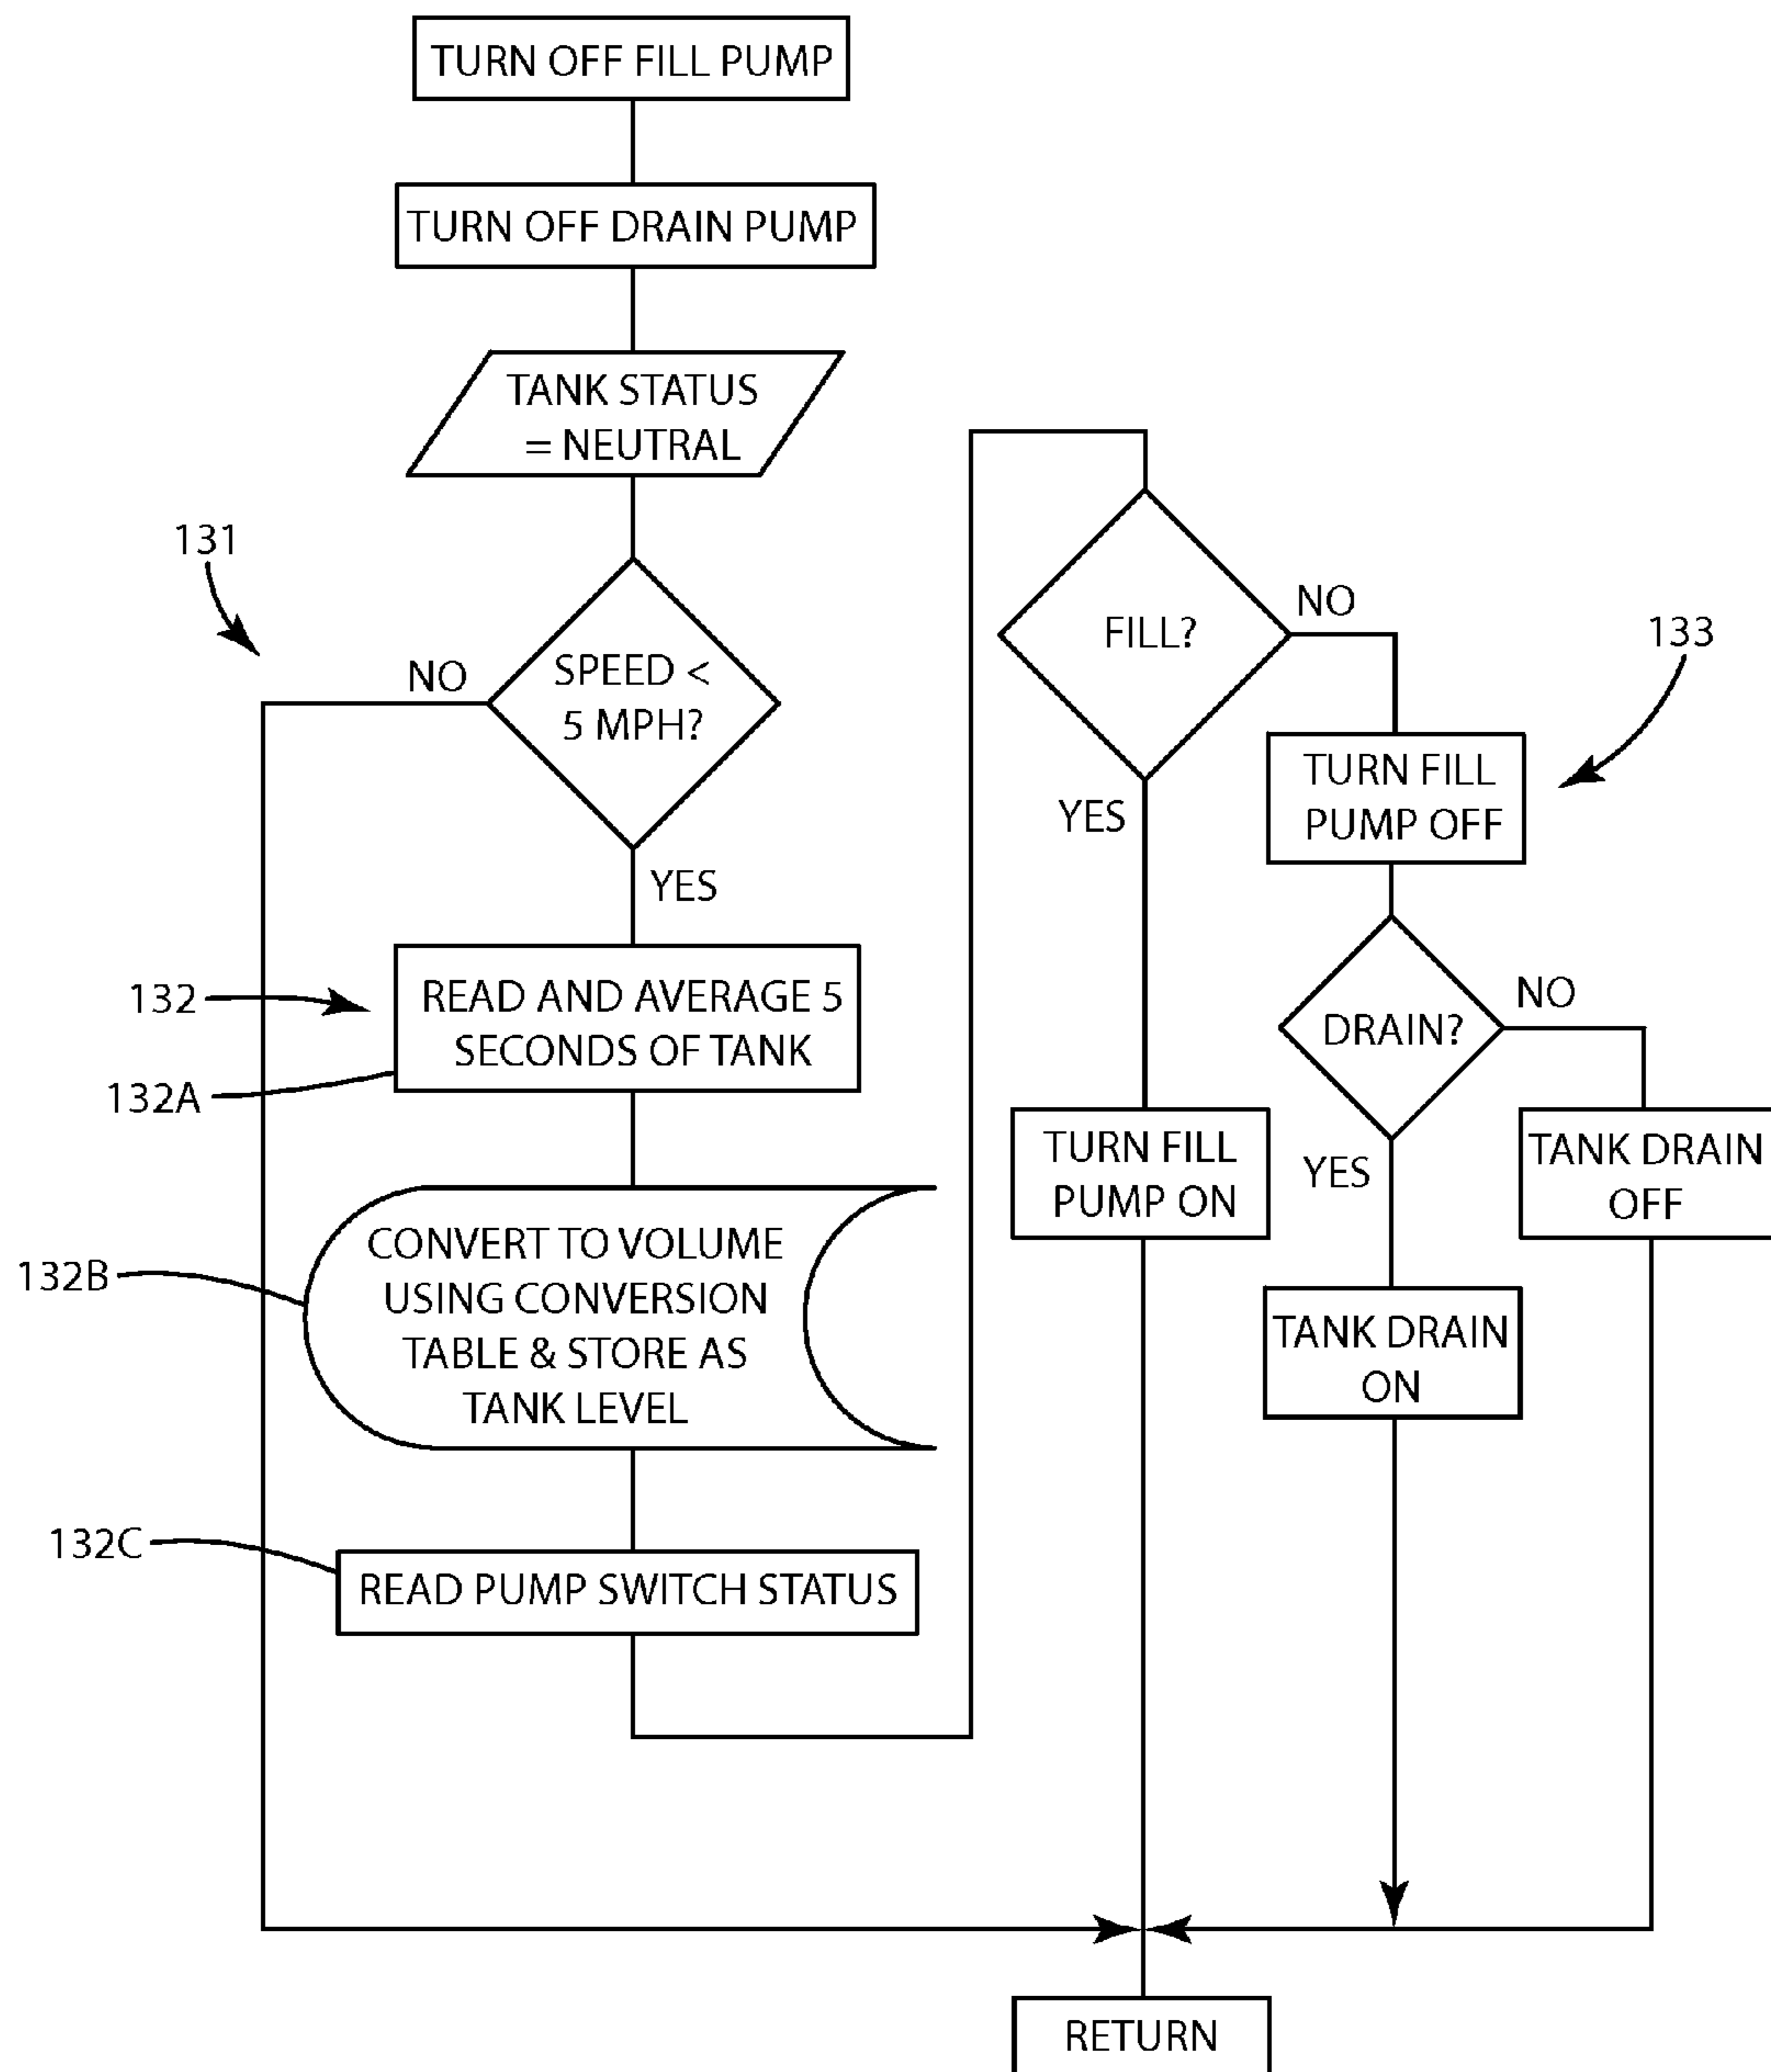 TURN OFF FILL PUMP
TURN OFF DRAIN PUMP
TANK STATUS
= NEUTRAL
131
NO
SPEED <
5 MPH?
YES
132
READ AND AVERAGE 5
SECONDS OF TANK
132A
132B
CONVERT TO VOLUME
USING CONVERSION
TABLE & STORE AS
TANK LEVEL
132C
READ PUMP SWITCH STATUS
FILL?
NO
133
YES
TURN FILL
PUMP OFF
DRAIN?
NO
YES
TURN FILL
PUMP ON
TANK DRAIN
OFF
TANK DRAIN
ON
RETURN